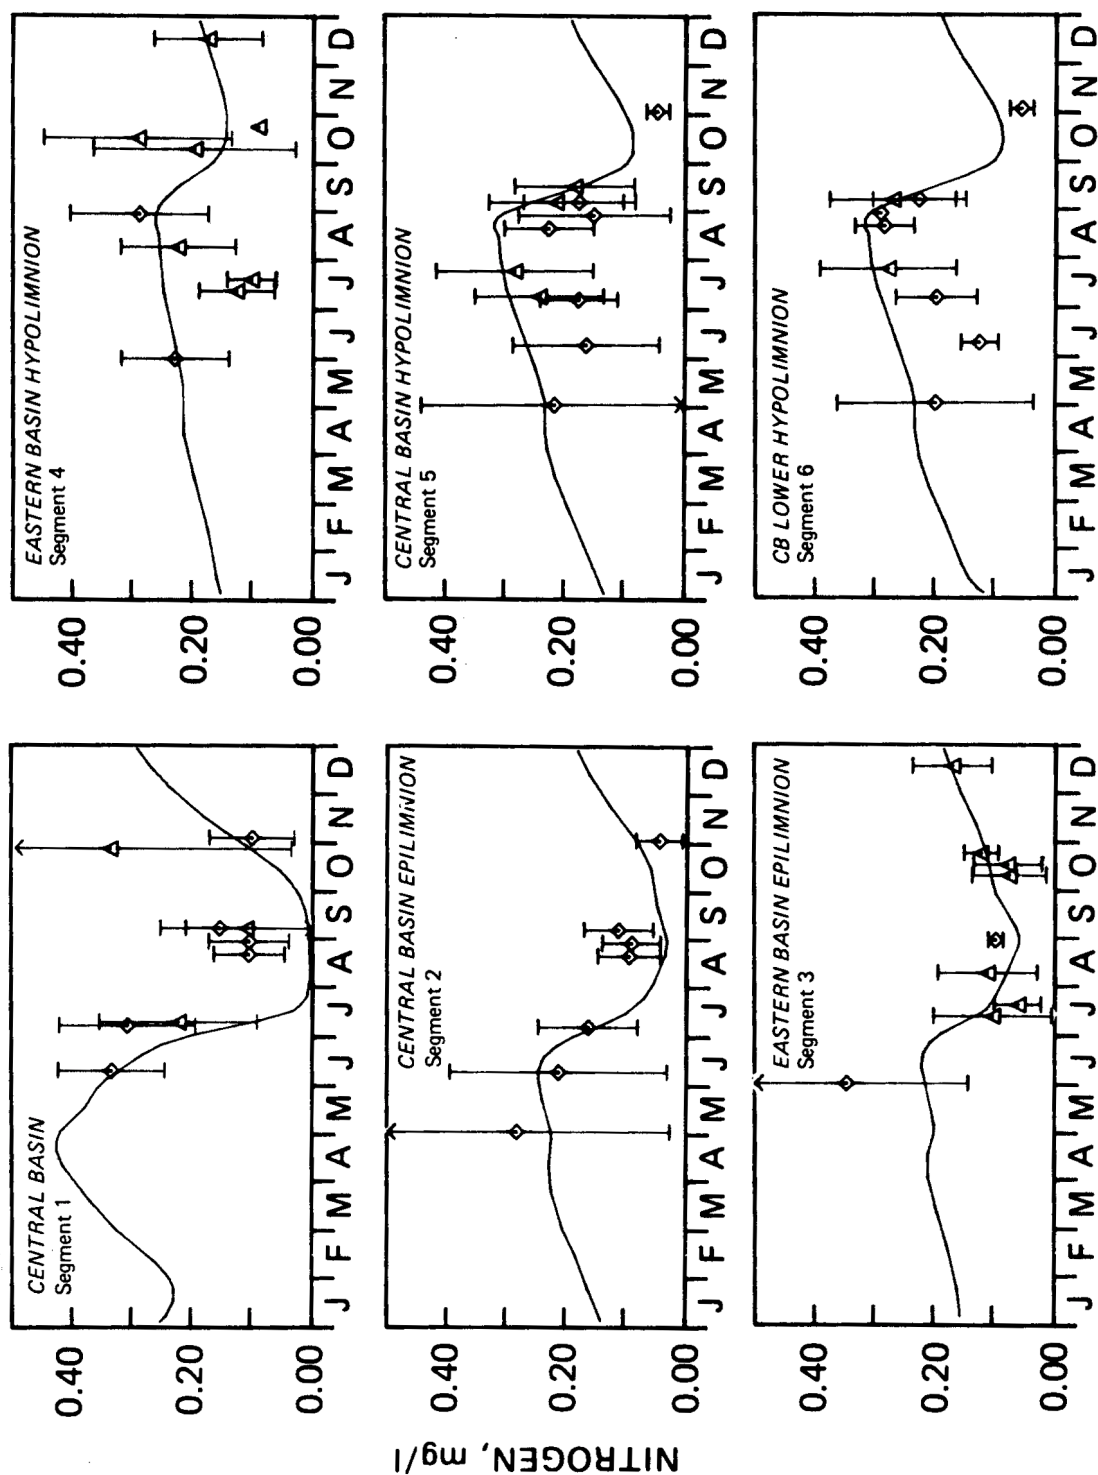 NITROGEN, mg/l
CENTRAL BASIN
Segment 1
0.40
0.20
0.00
J F M A M J J A S O N D
CENTRAL BASIN EPILIMNION
Segment 2
0.40
0.20
0.00
J F M A M J J A S O N D
EASTERN BASIN EPILIMNION
Segment 3
0.40
0.20
0.00
J F M A M J J A S O N D
EASTERN BASIN HYPOLIMNION
Segment 4
0.40
0.20
0.00
J F M A M J J A S O N D
CENTRAL BASIN HYPOLIMNION
Segment 5
0.40
0.20
0.00
J F M A M J J A S O N D
CB LOWER HYPOLIMNION
Segment 6
0.40
0.20
0.00
J F M A M J J A S O N D